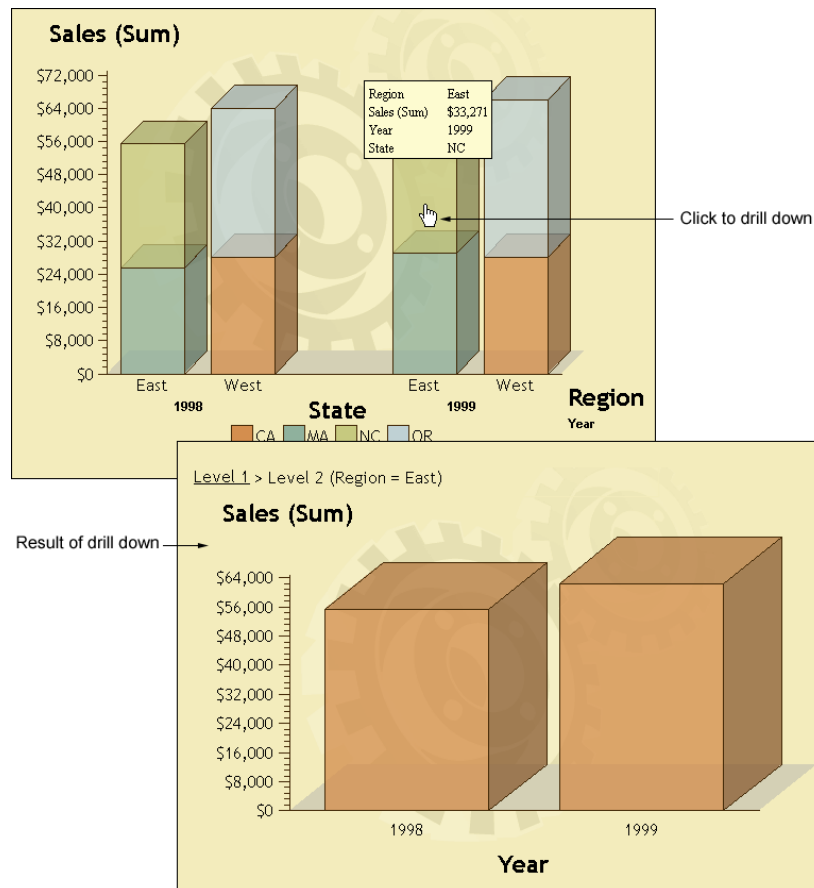 Sales (Sum)
$72,000
$64,000
$56,000
$48,000
$40,000
$32,000
$24,000
$16,000
$8,000
$0
Region East
Sales (Sum) $33,271
Year 1999
State NC
Click to drill down
East West East West
1998 State 1999 Region
Year
CA MA NC OR
Level 1 > Level 2 (Region = East)
Sales (Sum)
Result of drill down
$64,000
$56,000
$48,000
$40,000
$32,000
$24,000
$16,000
$8,000
$0
1998 1999
Year